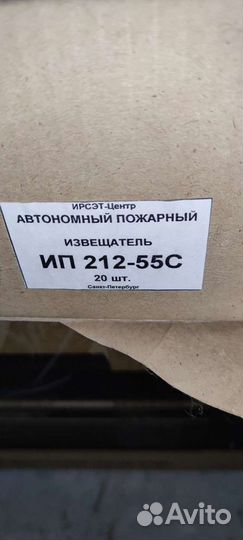 ИРСЭТ-Центр
АВТОНОМНЫЙ ПОЖАРНЫЙ
ИЗВЕЩАТЕЛЬ
ИП 212-55С
20 шт.
Санкт-Петербург
Avito